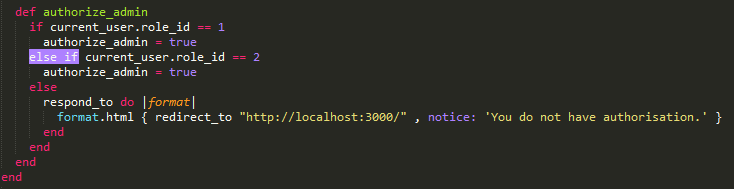 def authorize_admin
if current_user.role_id == 1
authorize_admin = true
else if current_user.role_id == 2
authorize_admin = true
else
respond_to do |format|
format.html { redirect_to "http://localhost:3000/" , notice: 'You do not have authorisation.' }
end
end
end
end